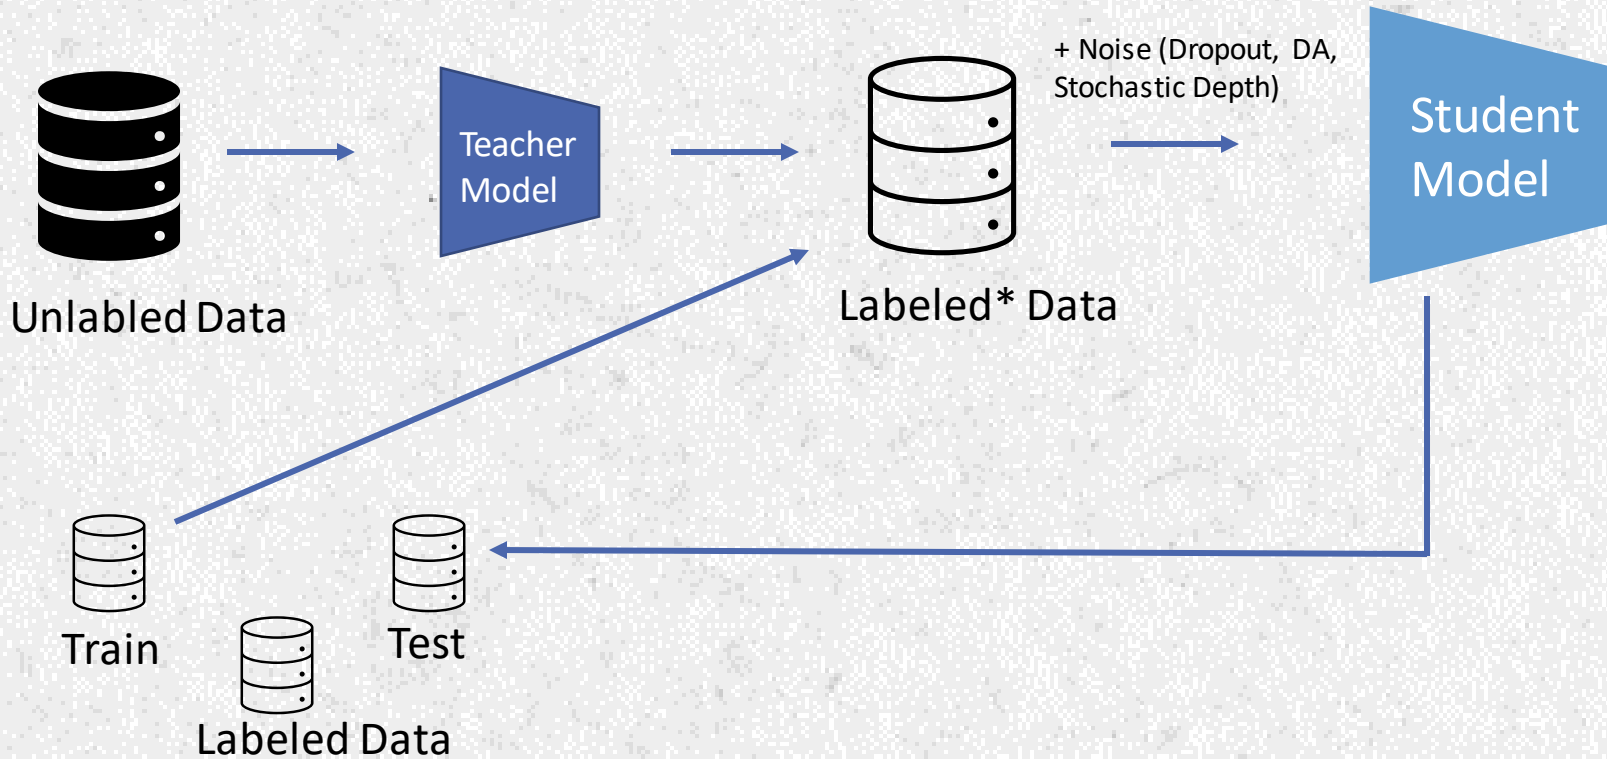 + Noise (Dropout, DA,
Stochastic Depth)
Teacher
Model
Student
Model
Unlabled Data
Labeled* Data
Train
Test
Labeled Data